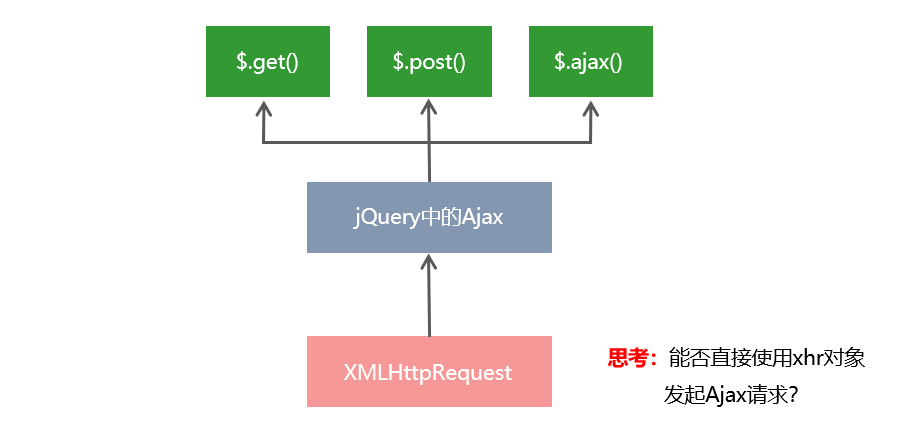 $.get()
$.post()
$.ajax()
jQuery中的Ajax
XMLHttpRequest
思考：能否直接使用xhr对象
发起Ajax请求？